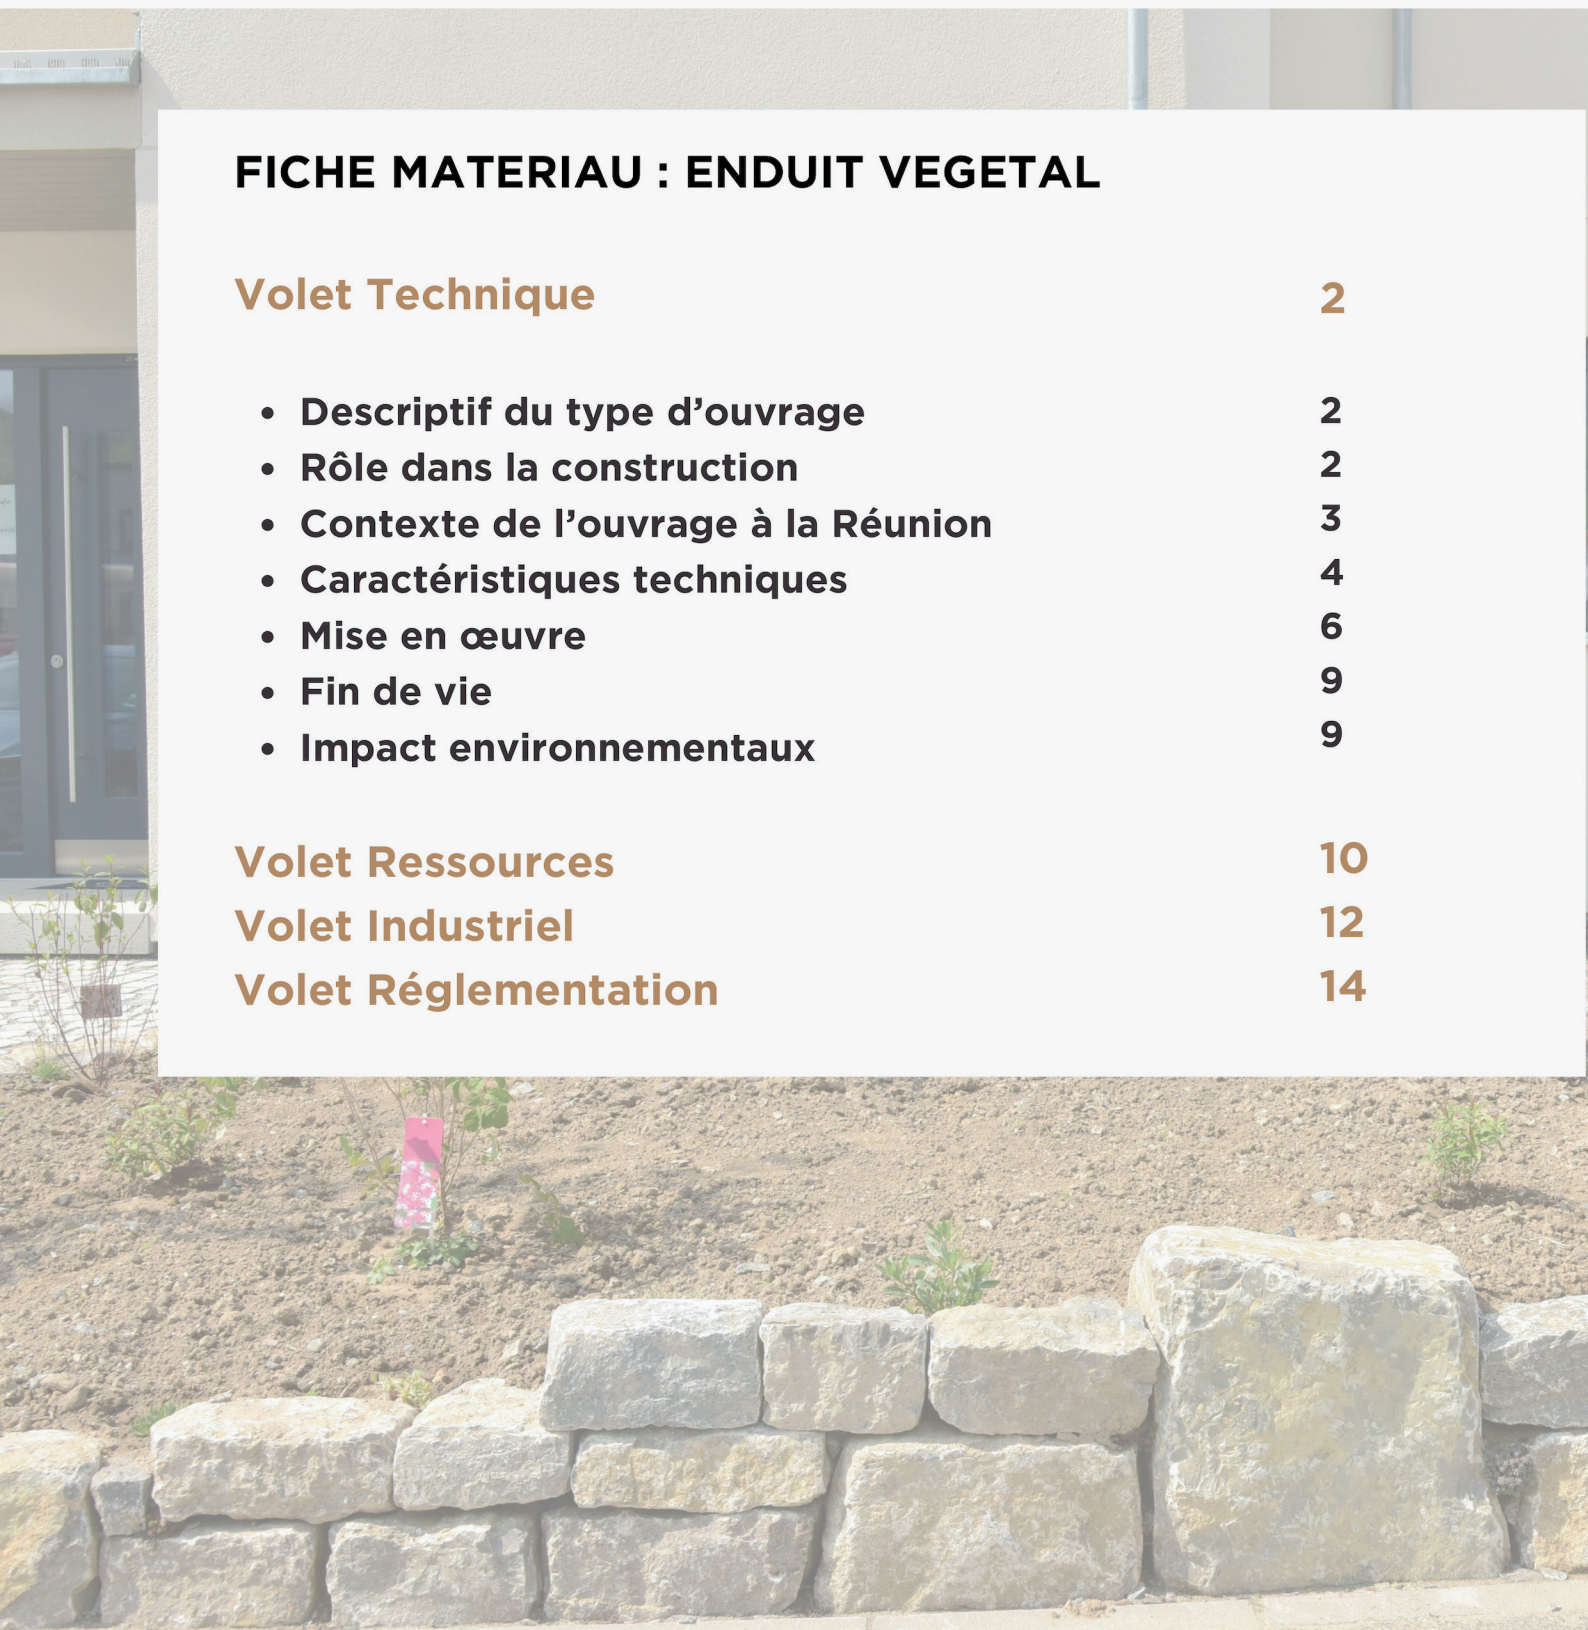 FICHE MATERIAU : ENDUIT VEGETAL
Volet Technique 2
• Descriptif du type d’ouvrage 2
• Rôle dans la construction 2
• Contexte de l’ouvrage à la Réunion 3
• Caractéristiques techniques 4
• Mise en œuvre 6
• Fin de vie 9
• Impact environnementaux 9
Volet Ressources 10
Volet Industriel 12
Volet Réglementation 14